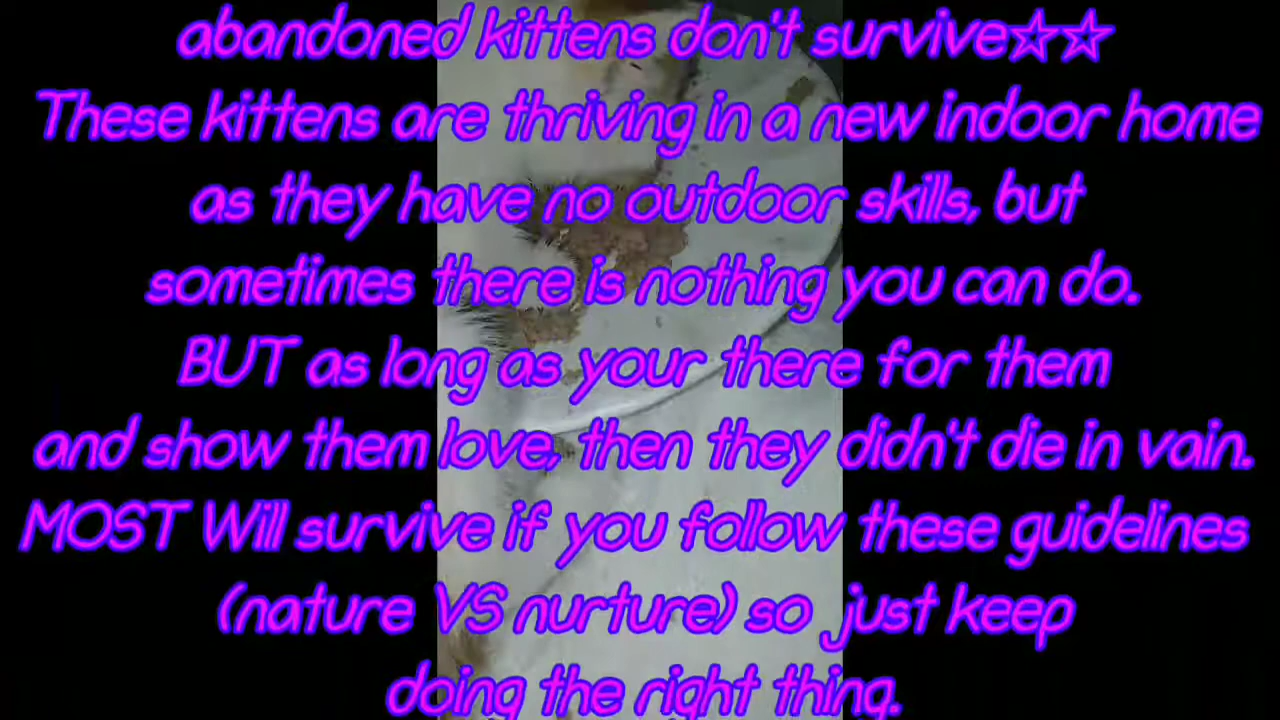 abandoned kittens don't survive☆☆
These kittens are thriving in a new indoor home
as they have no outdoor skills, but
sometimes there is nothing you can do.
BUT as long as your there for them
and show them love, then they didn't die in vain.
MOST Will survive if you follow these guidelines
(nature VS nurture) so just keep
doing the right thing.